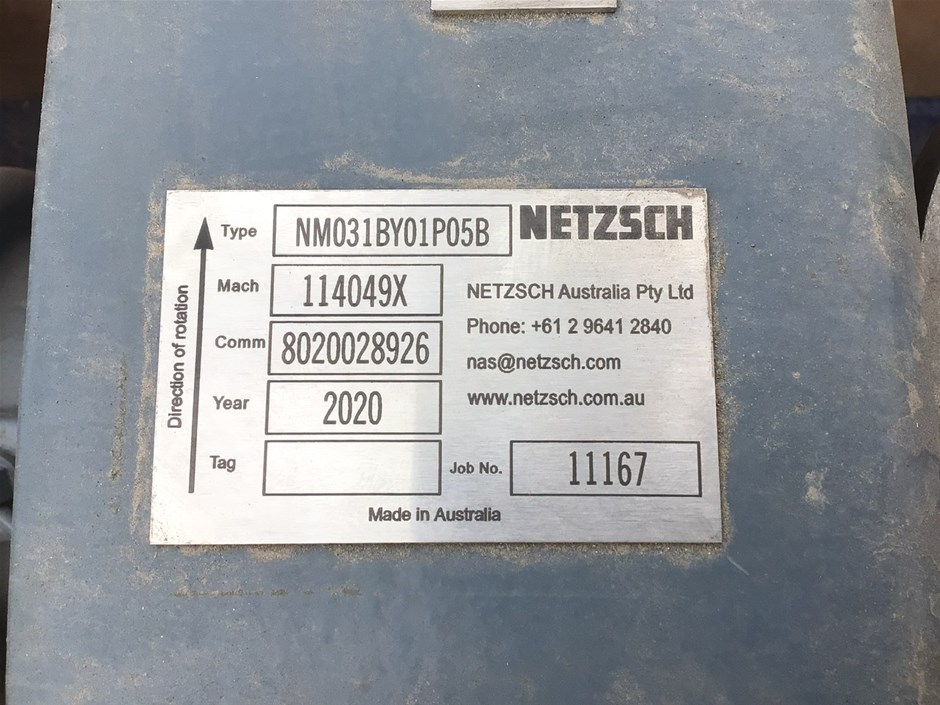 Type NM031BY01P05B NETZSCH
Mach 114049X
NETZSCH Australia Pty Ltd
Comm 8020028926
Phone: +61 2 9641 2840
nas@netzsch.com
Year 2020
www.netzsch.com.au
Tag
Job No. 11167
Made in Australia
Direction of rotation